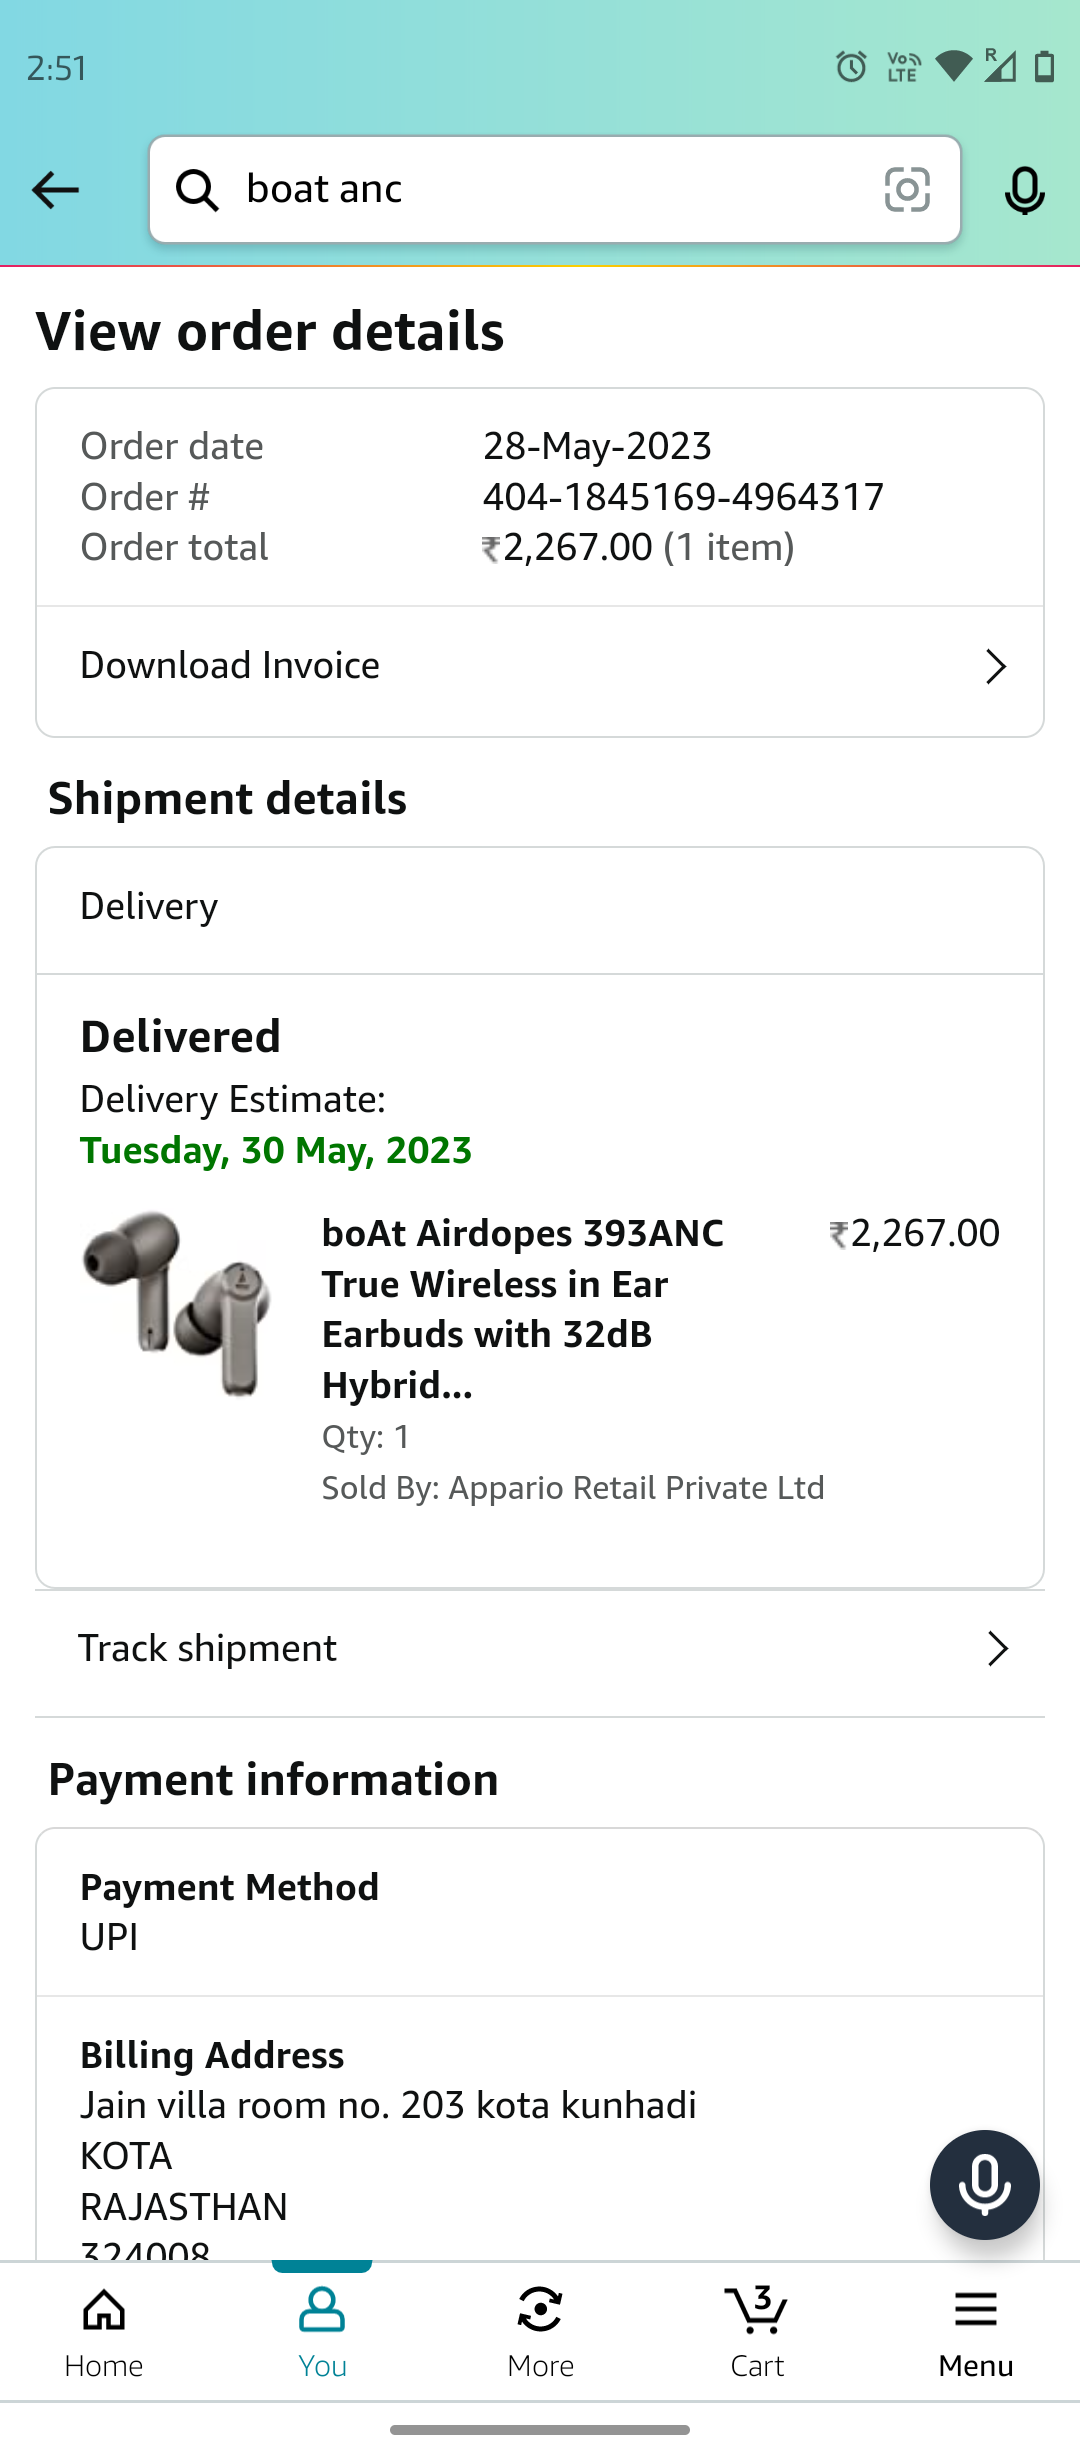 2:51
Vo LTE R
boat anc
View order details
Order date 28-May-2023
Order # 404-1845169-4964317
Order total ₹2,267.00 (1 item)
Download Invoice
Shipment details
Delivery
Delivered
Delivery Estimate:
Tuesday, 30 May, 2023
boAt Airdopes 393ANC ₹2,267.00
True Wireless in Ear
Earbuds with 32dB
Hybrid...
Qty: 1
Sold By: Appario Retail Private Ltd
Track shipment
Payment information
Payment Method
UPI
Billing Address
Jain villa room no. 203 kota kunhadi
KOTA
RAJASTHAN
324008
3
Home You More Cart Menu